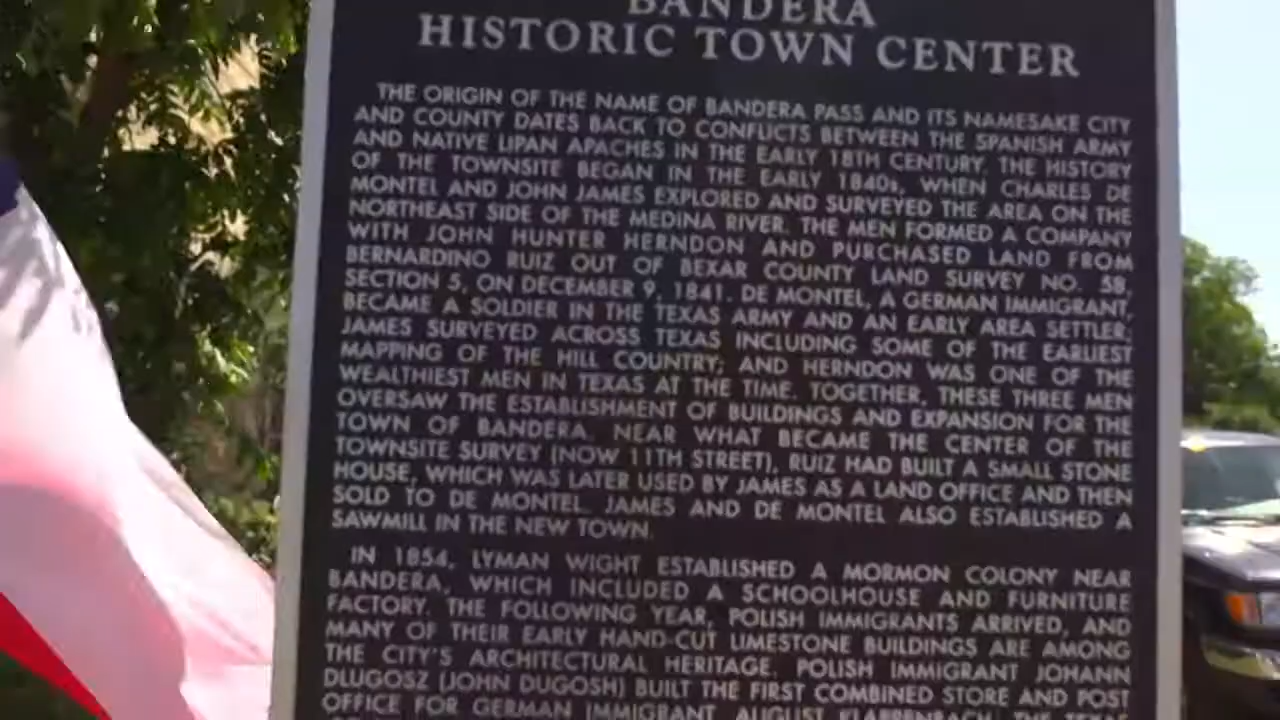 BANDERA
HISTORIC TOWN CENTER
THE ORIGIN OF THE NAME OF BANDERA PASS AND ITS NAMESAKE CITY
AND COUNTY DATES BACK TO CONFLICTS BETWEEN THE SPANISH ARMY
AND NATIVE LIPAN APACHES IN THE EARLY 18TH CENTURY. THE HISTORY
OF THE TOWNSITE BEGAN IN THE EARLY 1840s, WHEN CHARLES DE
MONTEL AND JOHN JAMES EXPLORED AND SURVEYED THE AREA ON THE
NORTHEAST SIDE OF THE MEDINA RIVER. THE MEN FORMED A COMPANY
WITH JOHN HUNTER HERNDON AND PURCHASED LAND FROM
BERNARDINO RUIZ OUT OF BEXAR COUNTY LAND SURVEY NO. 58,
SECTION 5, ON DECEMBER 9, 1841. DE MONTEL, A GERMAN IMMIGRANT,
BECAME A SOLDIER IN THE TEXAS ARMY AND AN EARLY AREA SETTLER;
JAMES SURVEYED ACROSS TEXAS INCLUDING SOME OF THE EARLIEST
MAPPING OF THE HILL COUNTRY; AND HERNDON WAS ONE OF THE
WEALTHIEST MEN IN TEXAS AT THE TIME. TOGETHER, THESE THREE MEN
OVERSAW THE ESTABLISHMENT OF BUILDINGS AND EXPANSION FOR THE
TOWN OF BANDERA. NEAR WHAT BECAME THE CENTER OF THE
TOWNSITE SURVEY (NOW 11TH STREET), RUIZ HAD BUILT A SMALL STONE
HOUSE, WHICH WAS LATER USED BY JAMES AS A LAND OFFICE AND THEN
SOLD TO DE MONTEL. JAMES AND DE MONTEL ALSO ESTABLISHED A
SAWMILL IN THE NEW TOWN.
IN 1854, LYMAN WIGHT ESTABLISHED A MORMON COLONY NEAR
BANDERA, WHICH INCLUDED A SCHOOLHOUSE AND FURNITURE
FACTORY. THE FOLLOWING YEAR, POLISH IMMIGRANTS ARRIVED, AND
MANY OF THEIR EARLY HAND-CUT LIMESTONE BUILDINGS ARE AMONG
THE CITY'S ARCHITECTURAL HERITAGE. POLISH IMMIGRANT JOHANN
DLUGOSZ (JOHN DUGOSH) BUILT THE FIRST COMBINED STORE AND POST
OFFICE FOR GERMAN IMMIGRANT, AUGUST KLAPPENBACH.